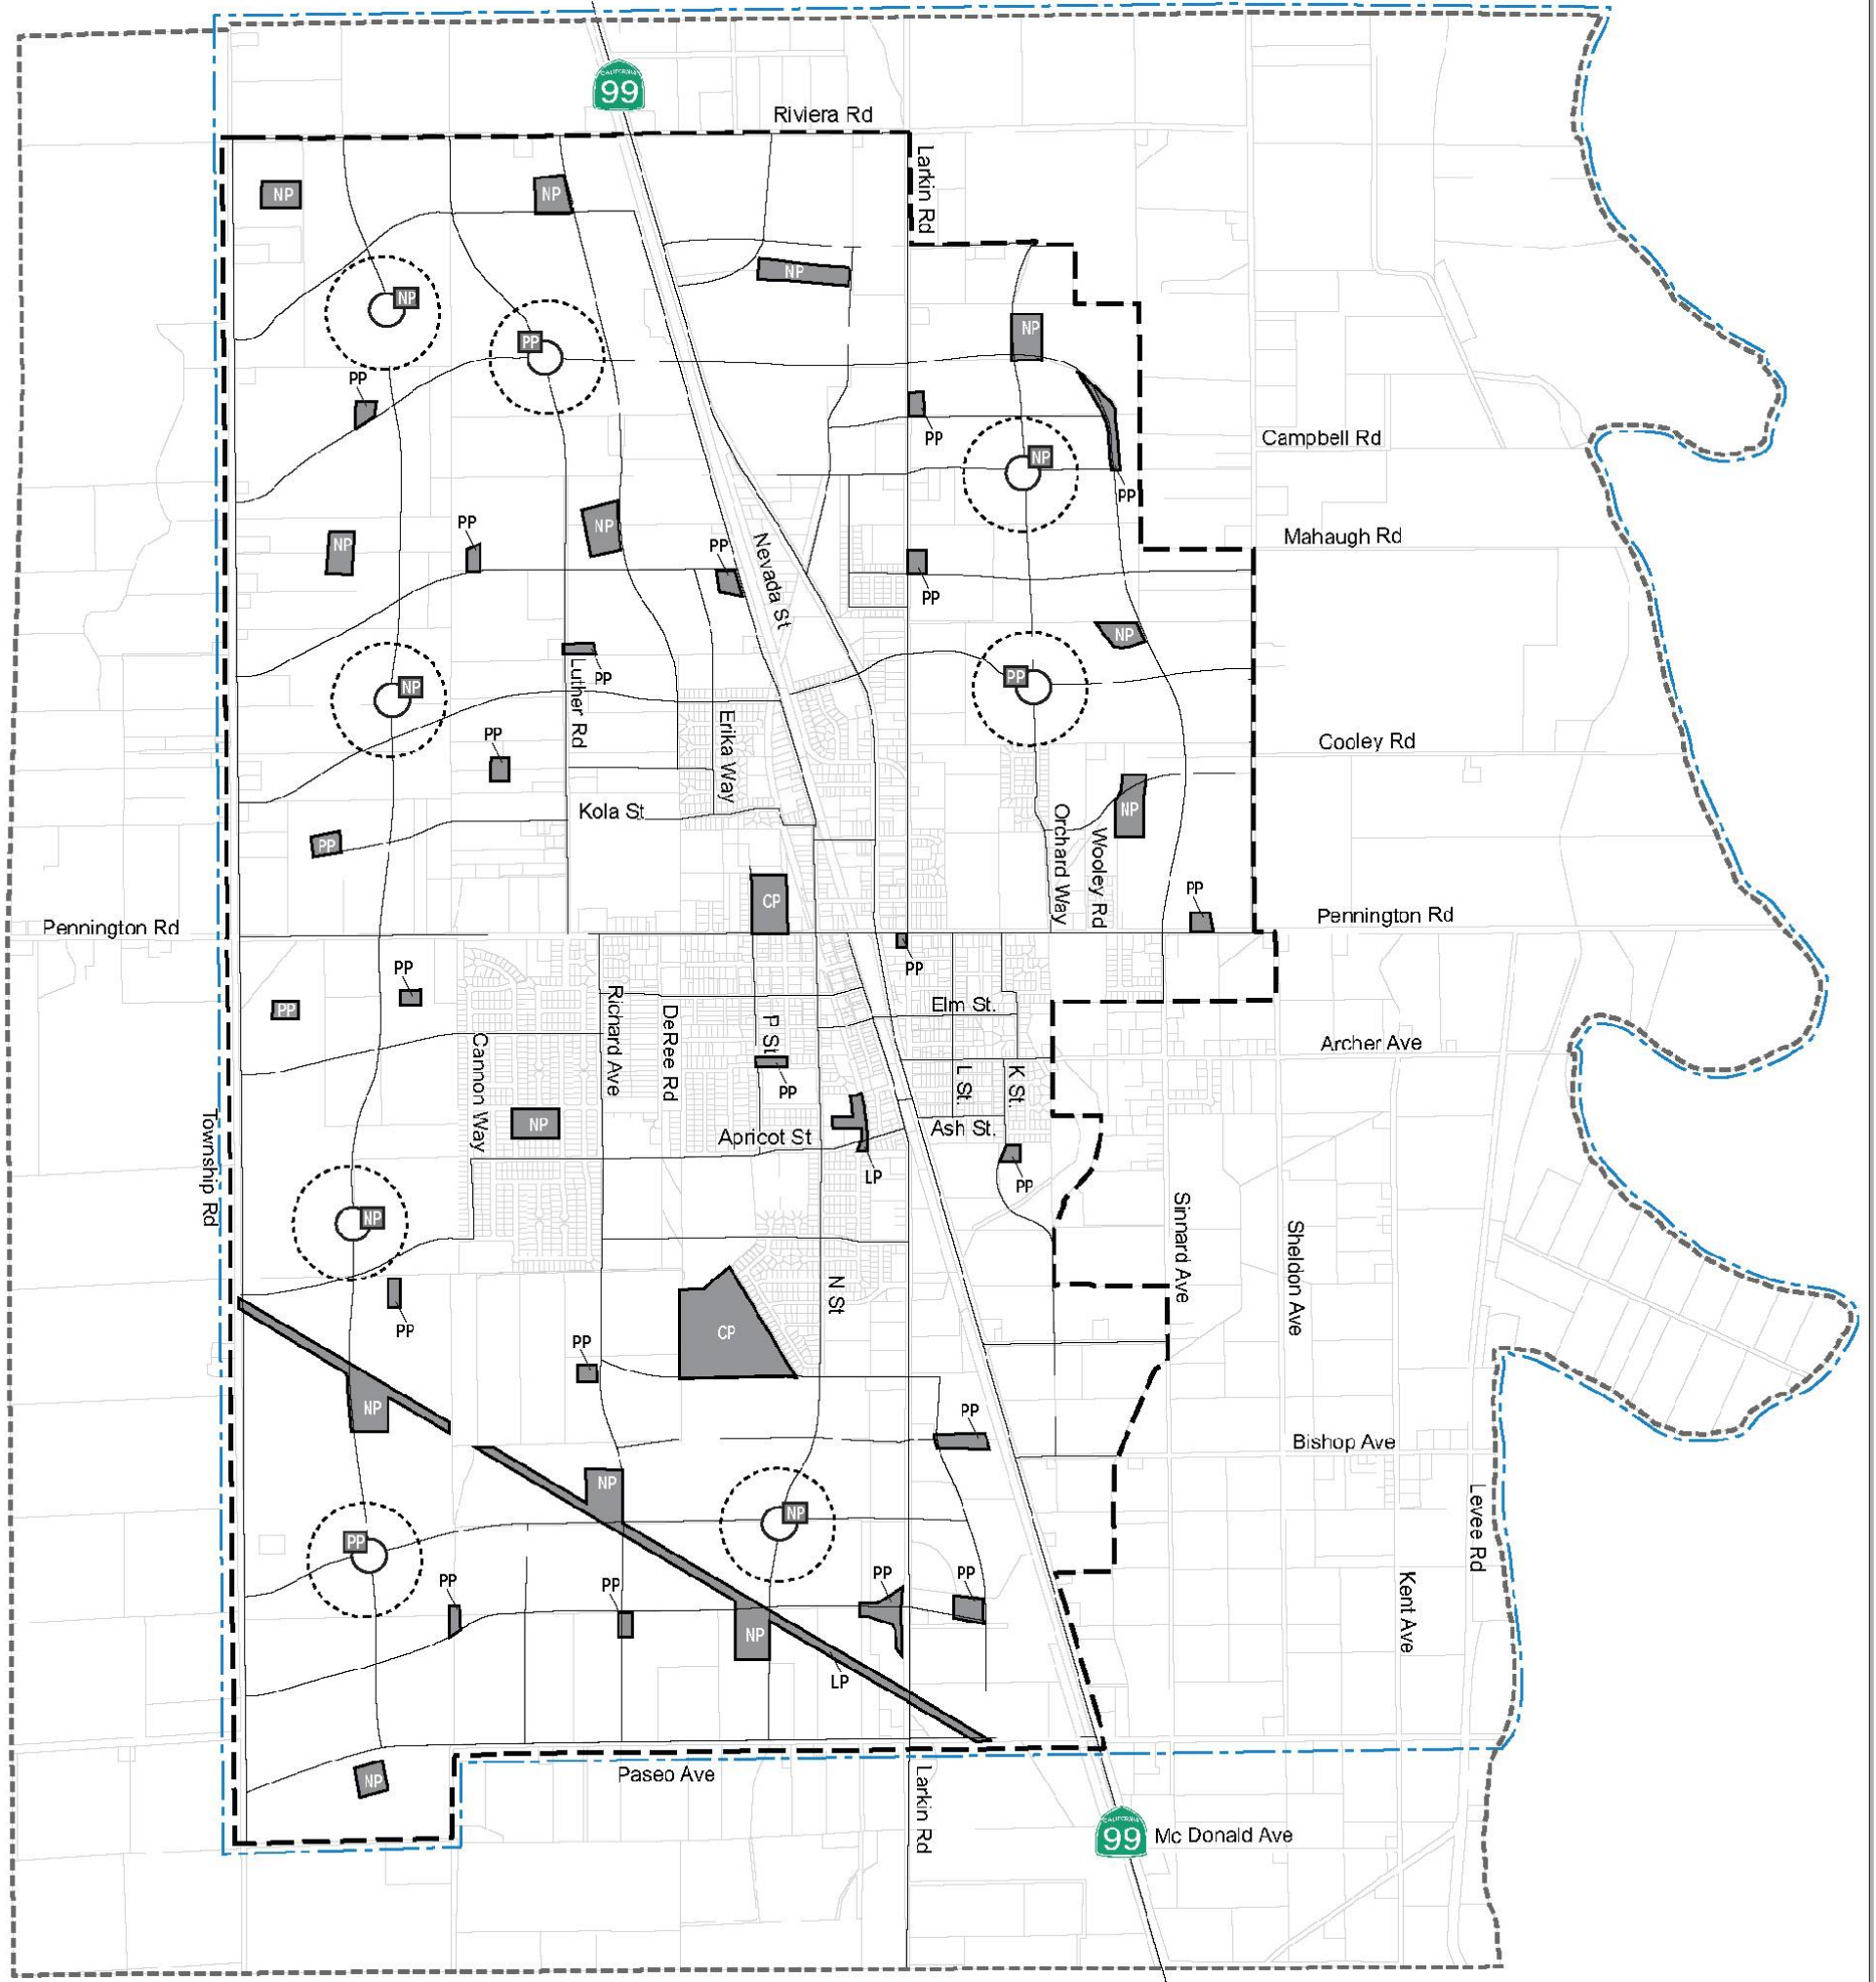 CALIFORNIA
99
Riviera Rd
Larkin Rd
NP
NP
NP
NP
PP
NP
NP
PP
PP
Campbell Rd
NP
PP
NP
PP
NP
PP
Nevada St
Mahaugh Rd
PP
NP
PP
Luther Rd
NP
PP
Erika Way
PP
Cooley Rd
Kola St
NP
Orchard Way
Wooley Rd
PP
CP
PP
Pennington Rd
Pennington Rd
PP
PP
PP
Richard Ave
DeRee Rd
P St
Elm St.
Cannon Way
Archer Ave
L St.
K St.
PP
NP
Township Rd
Apricot St
Ash St.
LP
PP
Sinnard Ave
Sheldon Ave
NP
N St
PP
CP
PP
NP
PP
Bishop Ave
NP
NP
Levee Rd
PP
PP
PP
PP
PP
Kent Ave
NP
LP
NP
Paseo Ave
Larkin Rd
CALIFORNIA
99
Mc Donald Ave